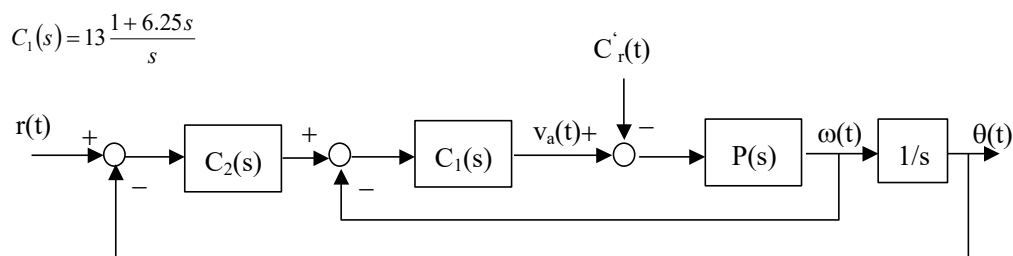 C₁(s) = 13 (1 + 6.25s)/s
C'ᵣ(t)
r(t) + − C₂(s) + − C₁(s) vₐ(t)+ − P(s) ω(t) 1/s θ(t)